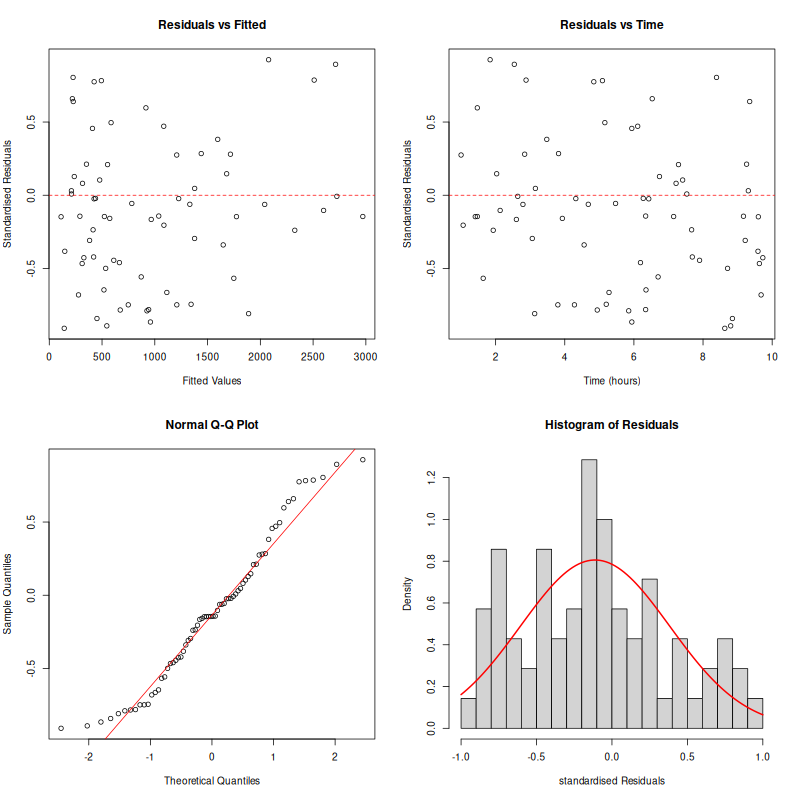 Residuals vs Fitted
Standardised Residuals
0.5
0.0
-0.5
0 500 1000 1500 2000 2500 3000
Fitted Values
Residuals vs Time
Standardised Residuals
0.5
0.0
-0.5
2 4 6 8 10
Time (hours)
Normal Q-Q Plot
Sample Quantiles
0.5
0.0
-0.5
-2 -1 0 1 2
Theoretical Quantiles
Histogram of Residuals
Density
1.2
1.0
0.8
0.6
0.4
0.2
0.0
-1.0 -0.5 0.0 0.5 1.0
standardised Residuals